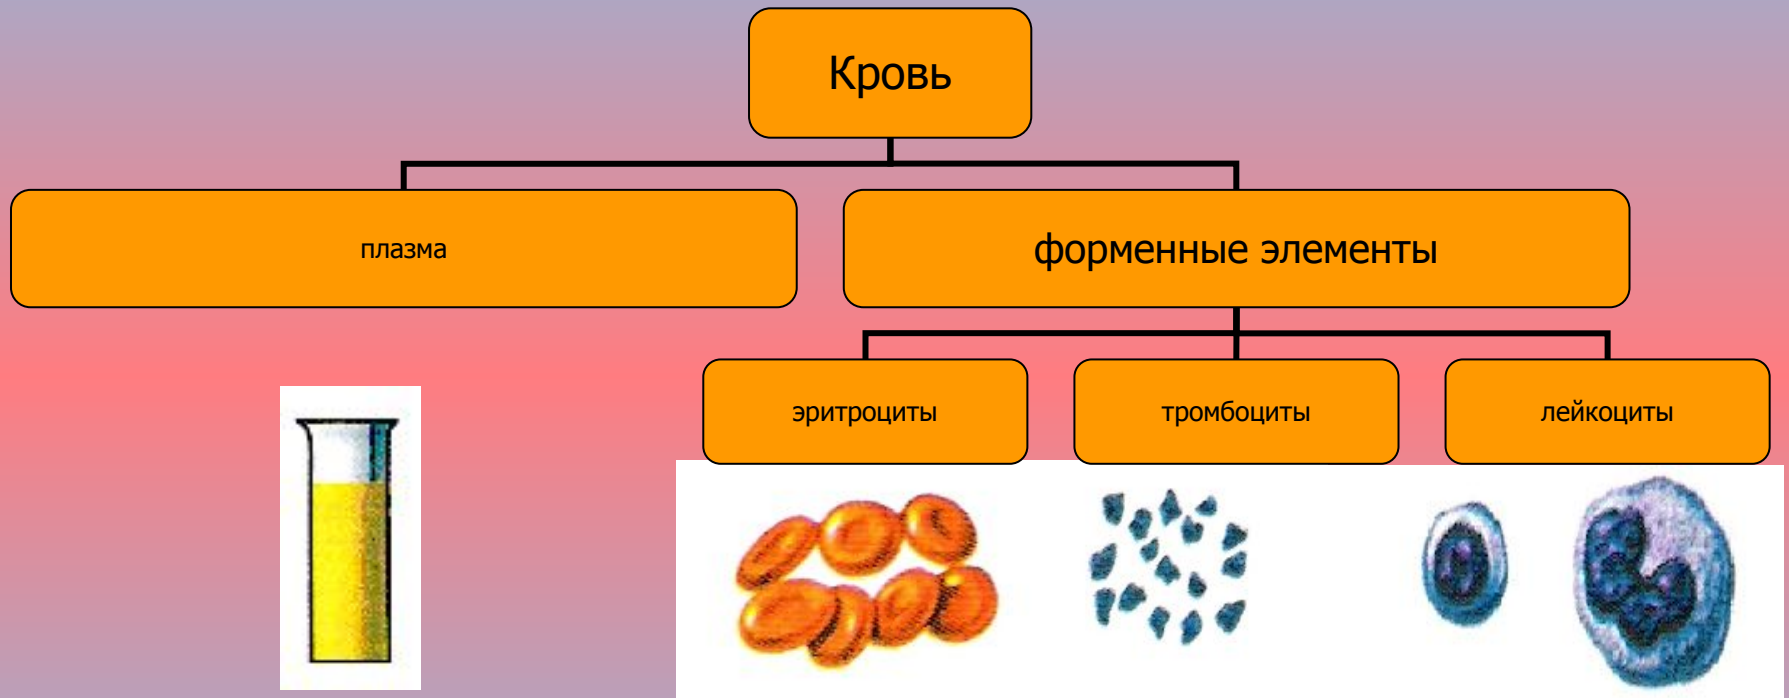 Кровь
плазма
форменные элементы
эритроциты
тромбоциты
лейкоциты